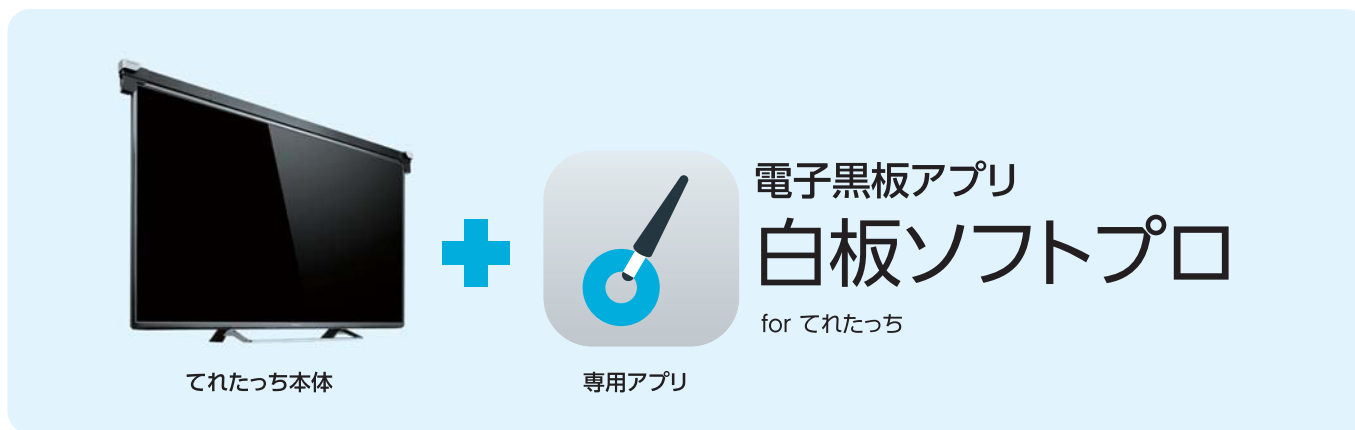 電子黒板アプリ
白板ソフトプロ
for てれたっち
てれたっち本体
専用アプリ